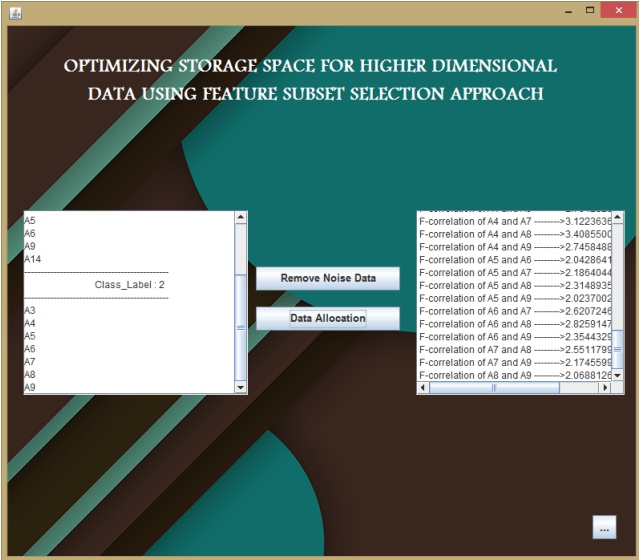 OPTIMIZING STORAGE SPACE FOR HIGHER DIMENSIONAL
DATA USING FEATURE SUBSET SELECTION APPROACH
A5
A6
A9
A14
Class_Label : 2
A3
A4
A5
A6
A7
A8
A9
Remove Noise Data
Data Allocation
F-correlation of A4 and A7 -------->3.1223636
F-correlation of A4 and A8 -------->3.4085500
F-correlation of A4 and A9 -------->2.7458488
F-correlation of A5 and A6 -------->2.0428641
F-correlation of A5 and A7 -------->2.1864044
F-correlation of A5 and A8 -------->2.3148935
F-correlation of A5 and A9 -------->2.0237002
F-correlation of A6 and A7 -------->2.6207246
F-correlation of A6 and A8 -------->2.8259147
F-correlation of A6 and A9 -------->2.3544329
F-correlation of A7 and A8 -------->2.5511799
F-correlation of A7 and A9 -------->2.1745599
F-correlation of A8 and A9 -------->2.0688126
...